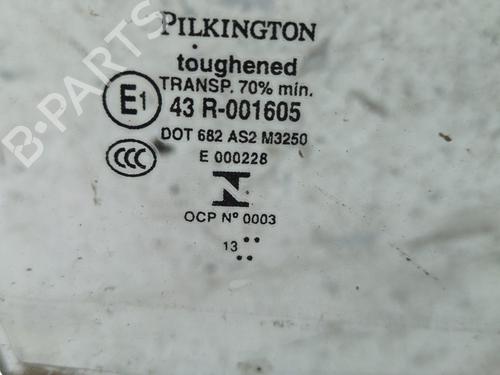 PILKINGTON
toughened
TRANSP. 70% min.
E1 43 R-001605
DOT 682 AS2 M3250
CCC E 000228
N
OCP Nº 0003
13
B-PARTS